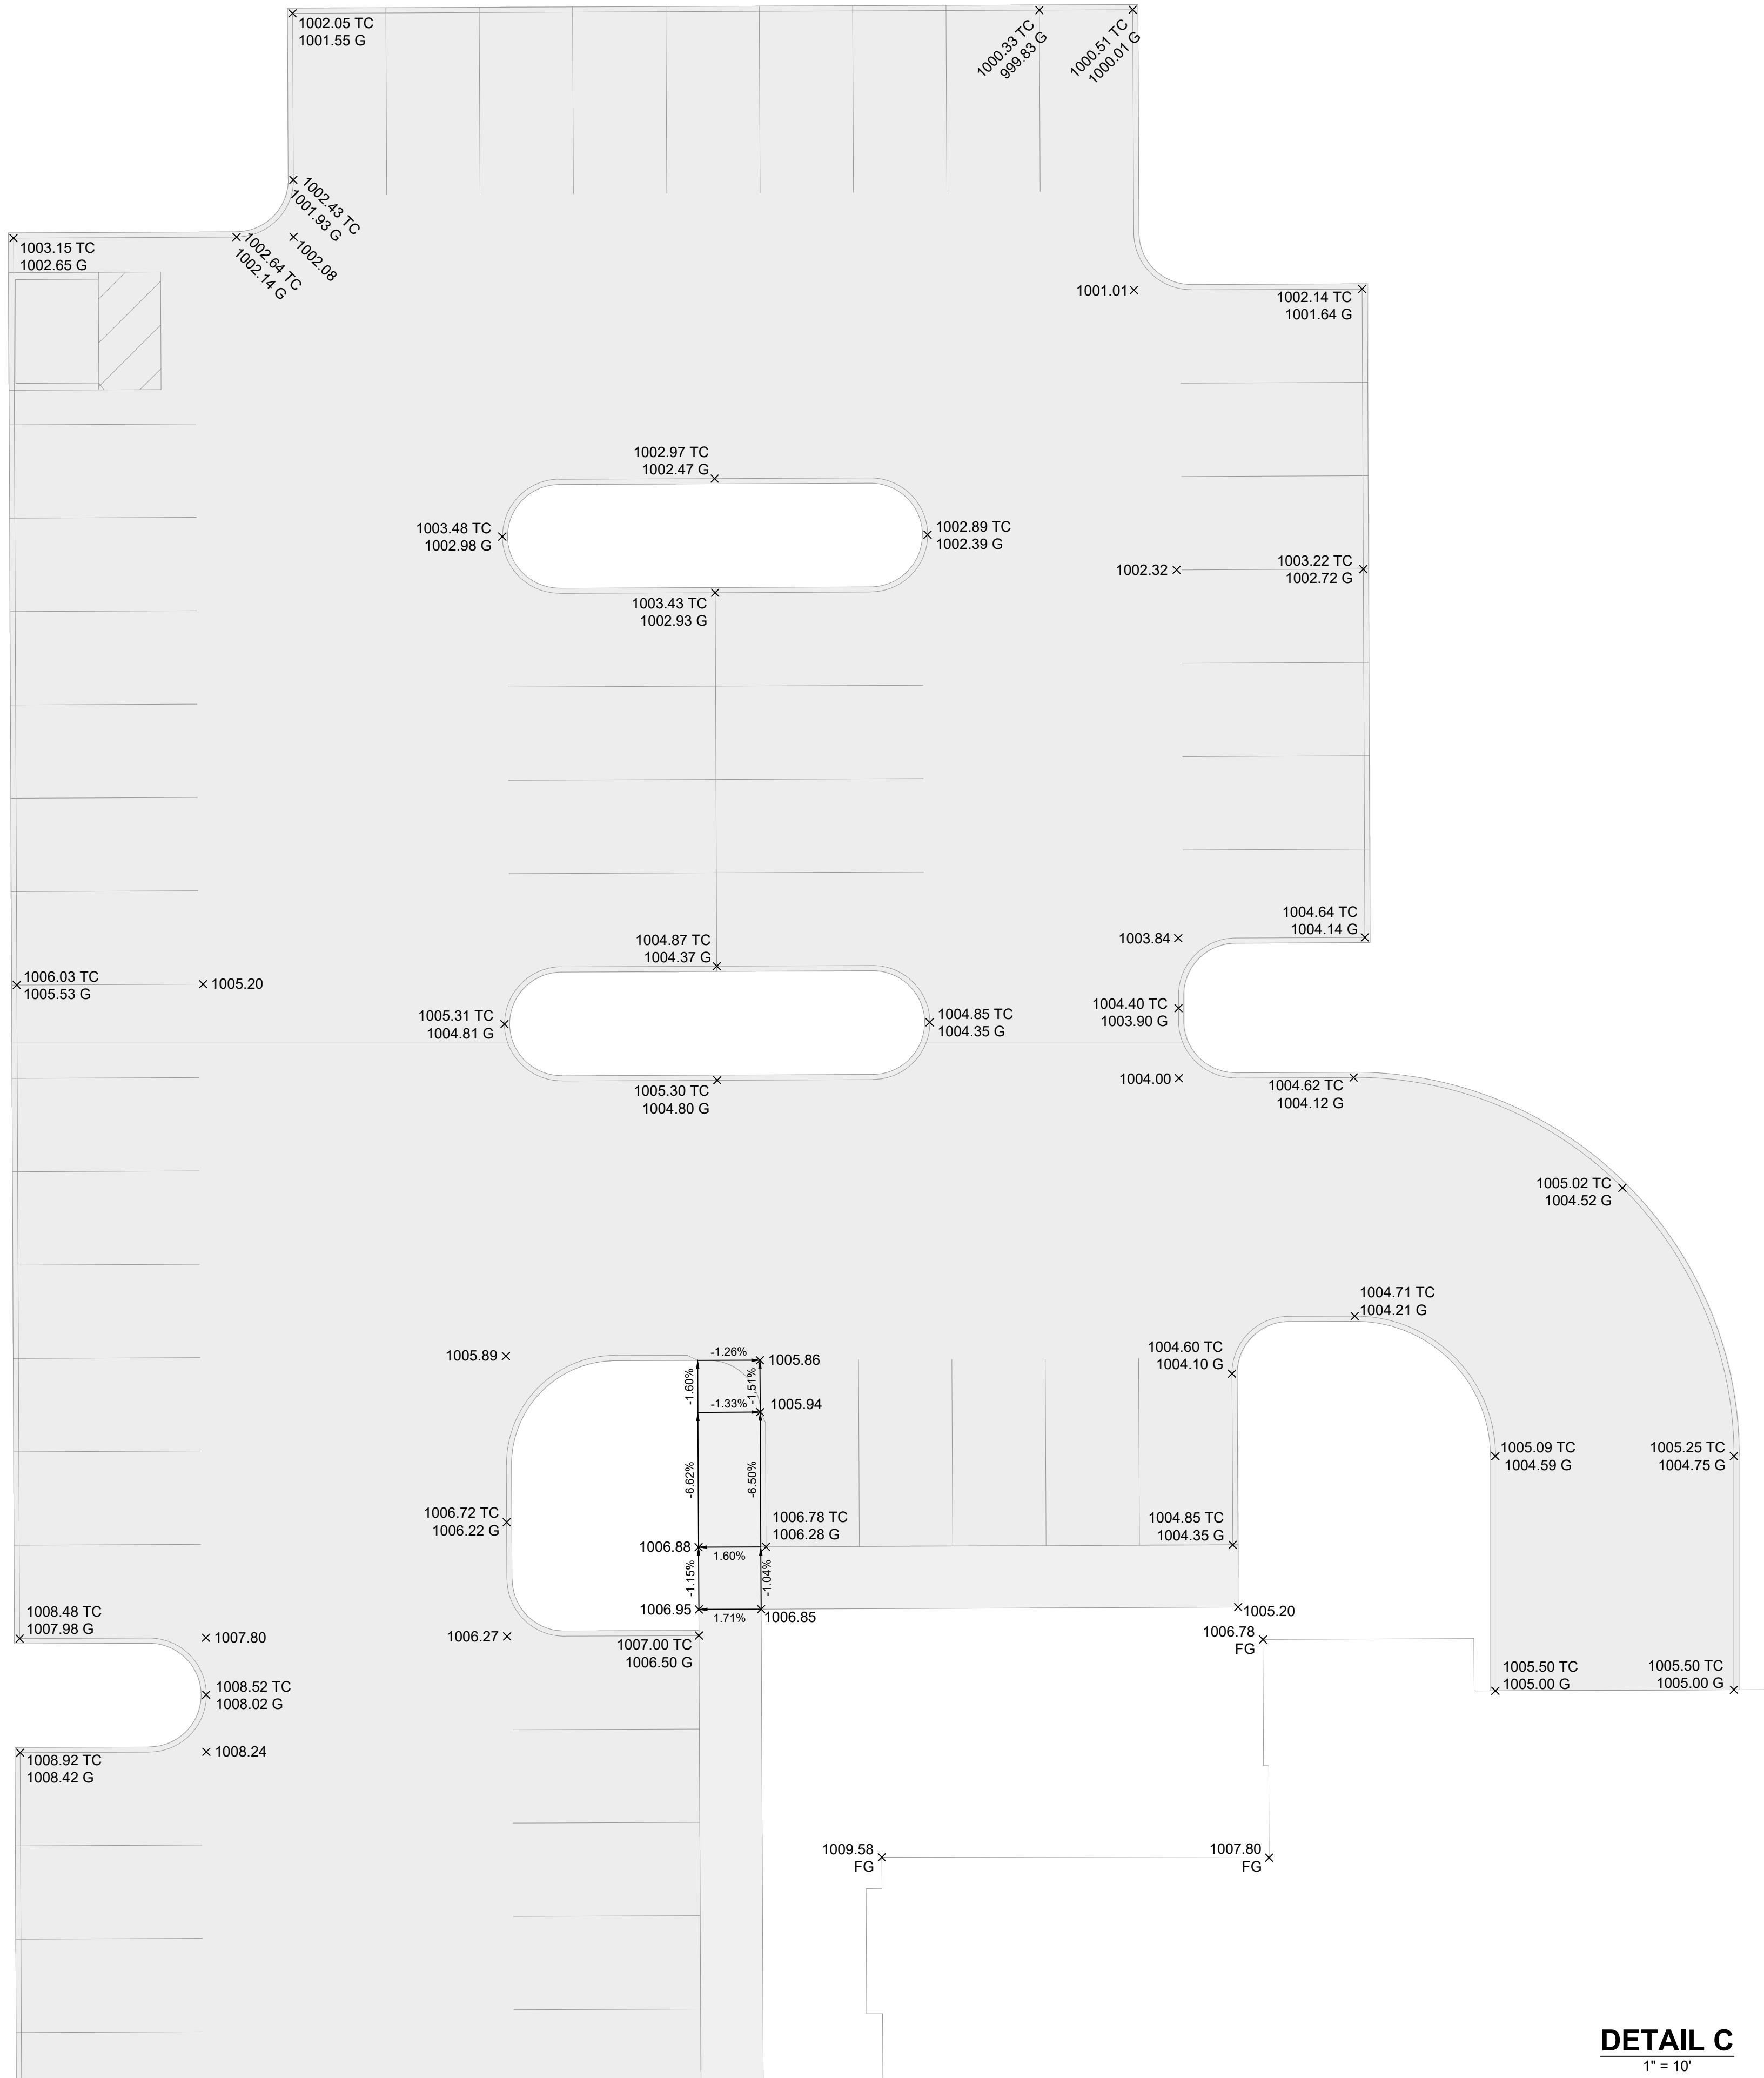 1002.05 TC
1001.55 G
1000.33 TC
999.83 G
1000.51 TC
1000.01 G
1002.43 TC
1001.93 G
1002.64 TC
1002.14 G
1002.08
1003.15 TC
1002.65 G
1001.01
1002.14 TC
1001.64 G
1002.97 TC
1002.47 G
1003.48 TC
1002.98 G
1002.89 TC
1002.39 G
1002.32
1003.22 TC
1002.72 G
1003.43 TC
1002.93 G
1004.64 TC
1004.14 G
1003.84
1004.87 TC
1004.37 G
1006.03 TC
1005.53 G
1005.20
1005.31 TC
1004.81 G
1004.85 TC
1004.35 G
1004.40 TC
1003.90 G
1005.30 TC
1004.80 G
1004.00
1004.62 TC
1004.12 G
1005.02 TC
1004.52 G
1004.71 TC
1004.21 G
1004.60 TC
1004.10 G
1005.89
-1.26%
1005.86
-1.60%
-1.51%
-1.33%
1005.94
1005.09 TC
1004.59 G
1005.25 TC
1004.75 G
-6.62%
-6.50%
1006.72 TC
1006.22 G
1006.78 TC
1006.28 G
1004.85 TC
1004.35 G
1006.88
1.60%
-1.15%
-1.04%
1006.95
1.71%
1006.85
1005.20
1008.48 TC
1007.98 G
1007.80
1006.27
1007.00 TC
1006.50 G
1006.78
FG
1005.50 TC
1005.00 G
1005.50 TC
1005.00 G
1008.52 TC
1008.02 G
1008.92 TC
1008.42 G
1008.24
1009.58
FG
1007.80
FG
DETAIL C
1" = 10'